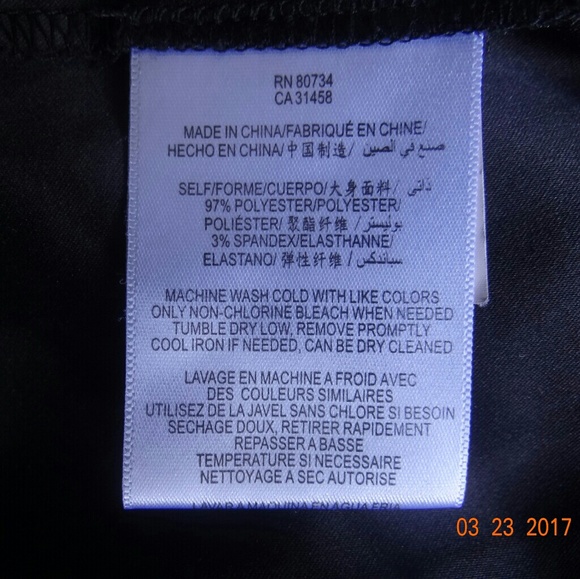 RN 80734
CA 31458
MADE IN CHINA/FABRIQUÉ EN CHINE/
HECHO EN CHINA/中国制造/ صنع في الصين
SELF/FORME/CUERPO/大身面料/ ذاتي
97% POLYESTER/POLYESTER/
POLIÉSTER/ 聚酯纤维 /بوليستر/
3% SPANDEX/ELASTHANNE/
ELASTANO/ 弹性纤维 / سباندكس
MACHINE WASH COLD WITH LIKE COLORS
ONLY NON-CHLORINE BLEACH WHEN NEEDED
TUMBLE DRY LOW, REMOVE PROMPTLY
COOL IRON IF NEEDED, CAN BE DRY CLEANED
LAVAGE EN MACHINE A FROID AVEC
DES COULEURS SIMILAIRES
UTILISEZ DE LA JAVEL SANS CHLORE SI BESOIN
SECHAGE DOUX, RETIRER RAPIDEMENT
REPASSER A BASSE
TEMPERATURE SI NECESSAIRE
NETTOYAGE A SEC AUTORISE
LAVAR A MAQUINA EN AGUA FRIA
03 23 2017